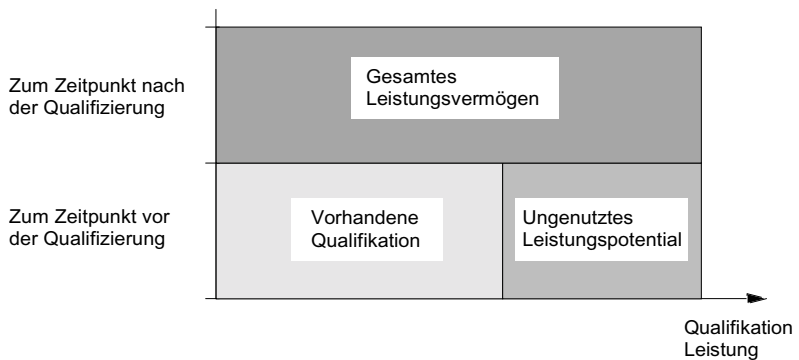 Zum Zeitpunkt nach
der Qualifizierung
Gesamtes
Leistungsvermögen
Zum Zeitpunkt vor
der Qualifizierung
Vorhandene
Qualifikation
Ungenutztes
Leistungspotential
Qualifikation
Leistung